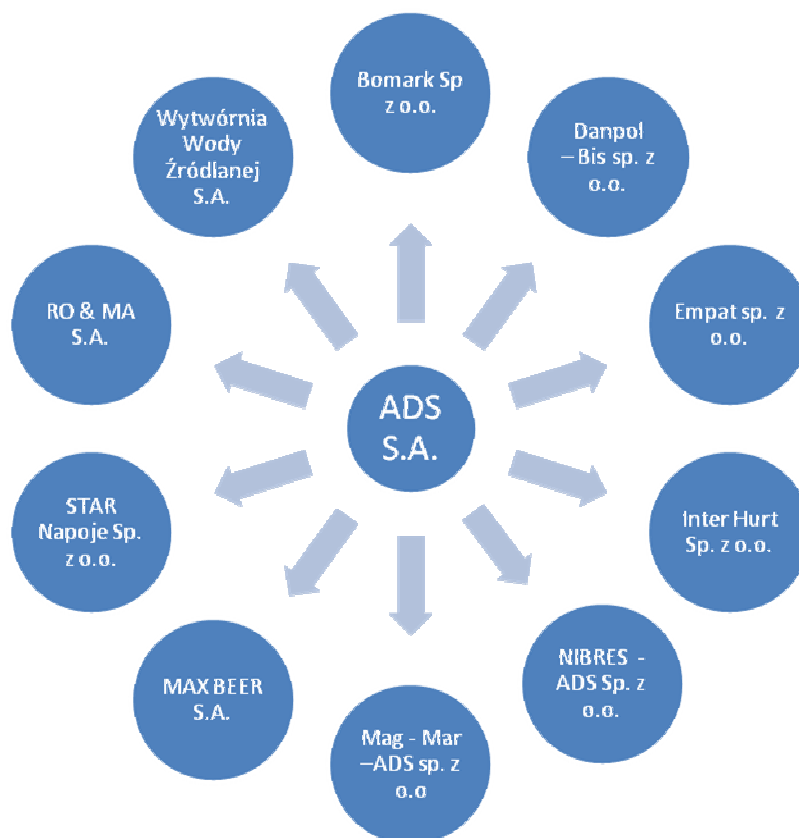 Bomark Sp
z o.o.
Danpol
–Bis sp. z
o.o.
Empat sp. z
o.o.
Inter Hurt
Sp. z o.o.
NIBRES -
ADS Sp. z
o.o.
Mag - Mar
–ADS sp. z
o.o
MAX BEER
S.A.
STAR
Napoje Sp.
z o.o.
RO & MA
S.A.
Wytwórnia
Wody
Źródlanej
S.A.
ADS
S.A.